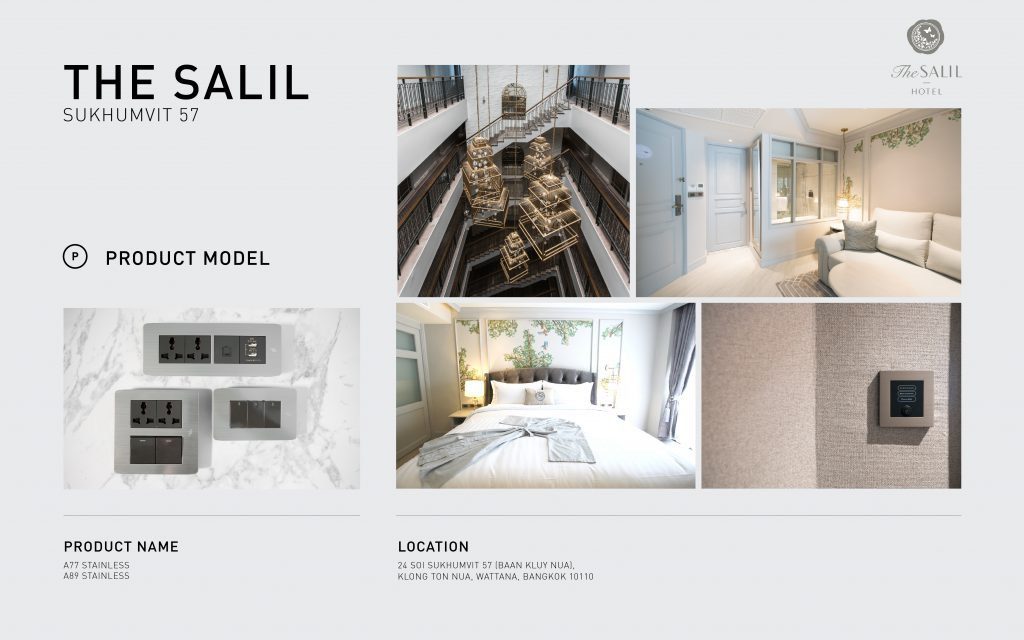 THE SALIL
SUKHUMVIT 57
The SALIL
HOTEL
P
PRODUCT MODEL
PRODUCT NAME
A77 STAINLESS
A89 STAINLESS
LOCATION
24 SOI SUKHUMVIT 57 (BAAN KLUY NUA),
KLONG TON NUA, WATTANA, BANGKOK 10110